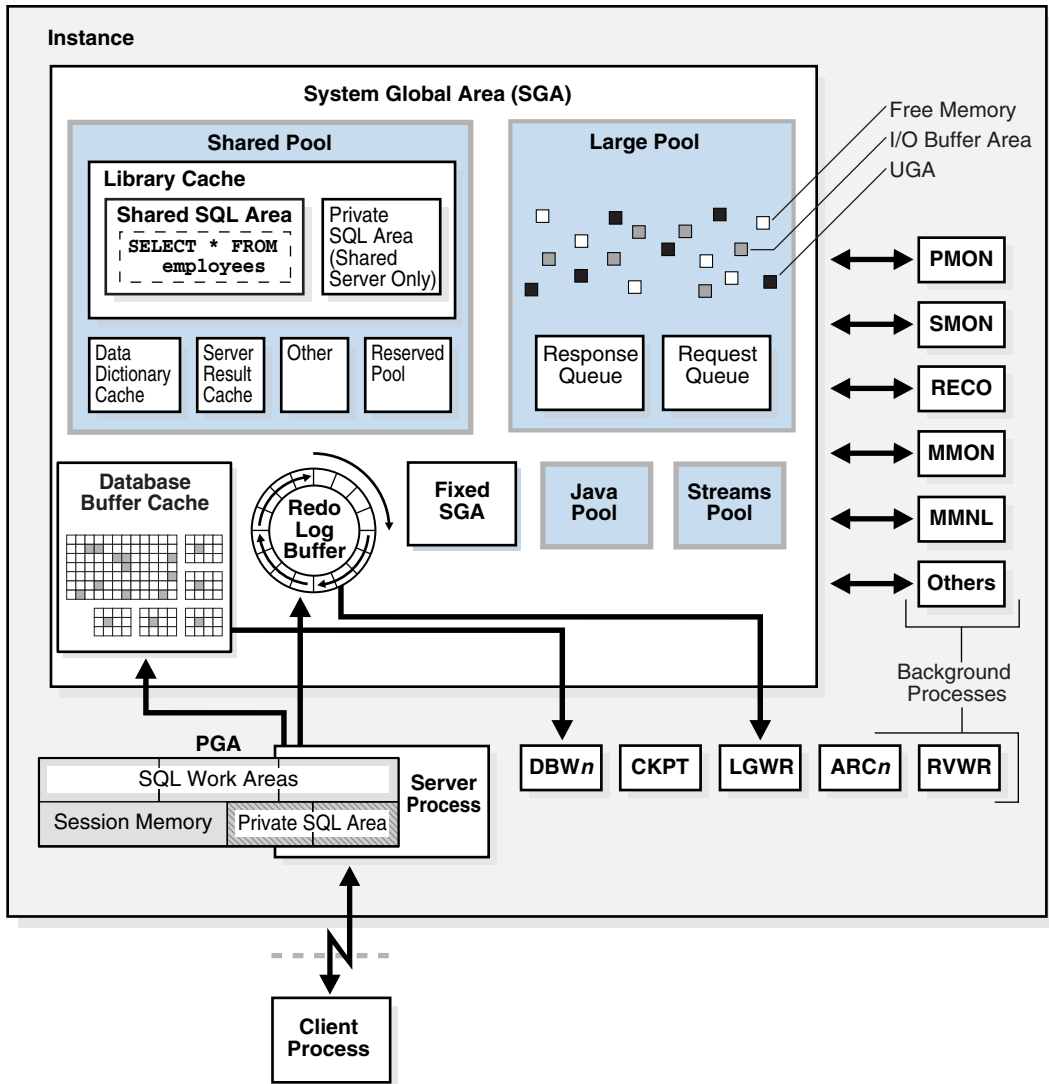 Instance
System Global Area (SGA)
Shared Pool
Library Cache
Shared SQL Area
SELECT * FROM
employees
Private
SQL Area
(Shared
Server Only)
Data
Dictionary
Cache
Server
Result
Cache
Other
Reserved
Pool
Large Pool
Response
Queue
Request
Queue
Free Memory
I/O Buffer Area
UGA
Database
Buffer Cache
Redo
Log
Buffer
Fixed
SGA
Java
Pool
Streams
Pool
PMON
SMON
RECO
MMON
MMNL
Others
Background
Processes
PGA
SQL Work Areas
Session Memory
Private SQL Area
Server
Process
DBWn
CKPT
LGWR
ARCn
RVWR
Client
Process